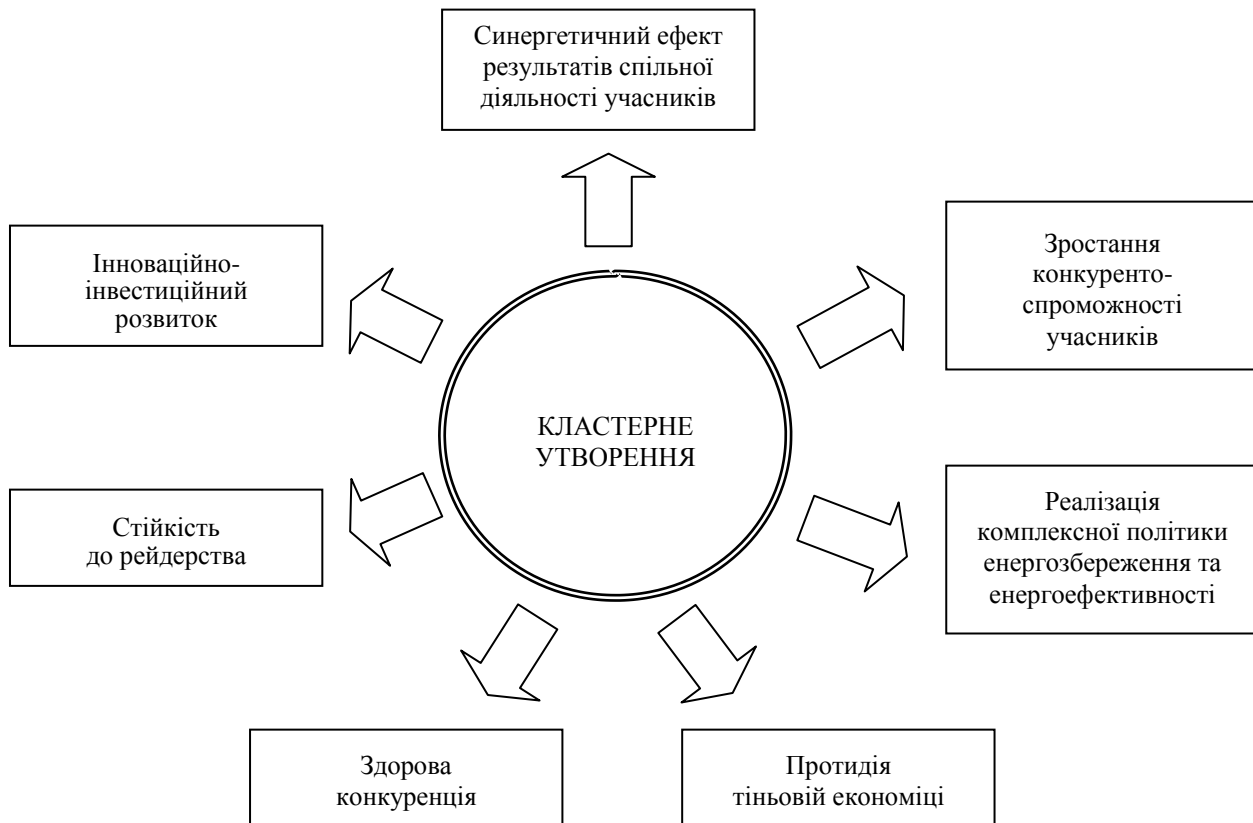 Синергетичний ефект
результатів спільної
діяльності учасників
Інноваційно-
інвестиційний
розвиток
Зростання
конкуренто-
спроможності
учасників
КЛАСТЕРНЕ
УТВОРЕННЯ
Стійкість
до рейдерства
Реалізація
комплексної політики
енергозбереження та
енергоефективності
Здорова
конкуренція
Протидія
тіньовій економіці